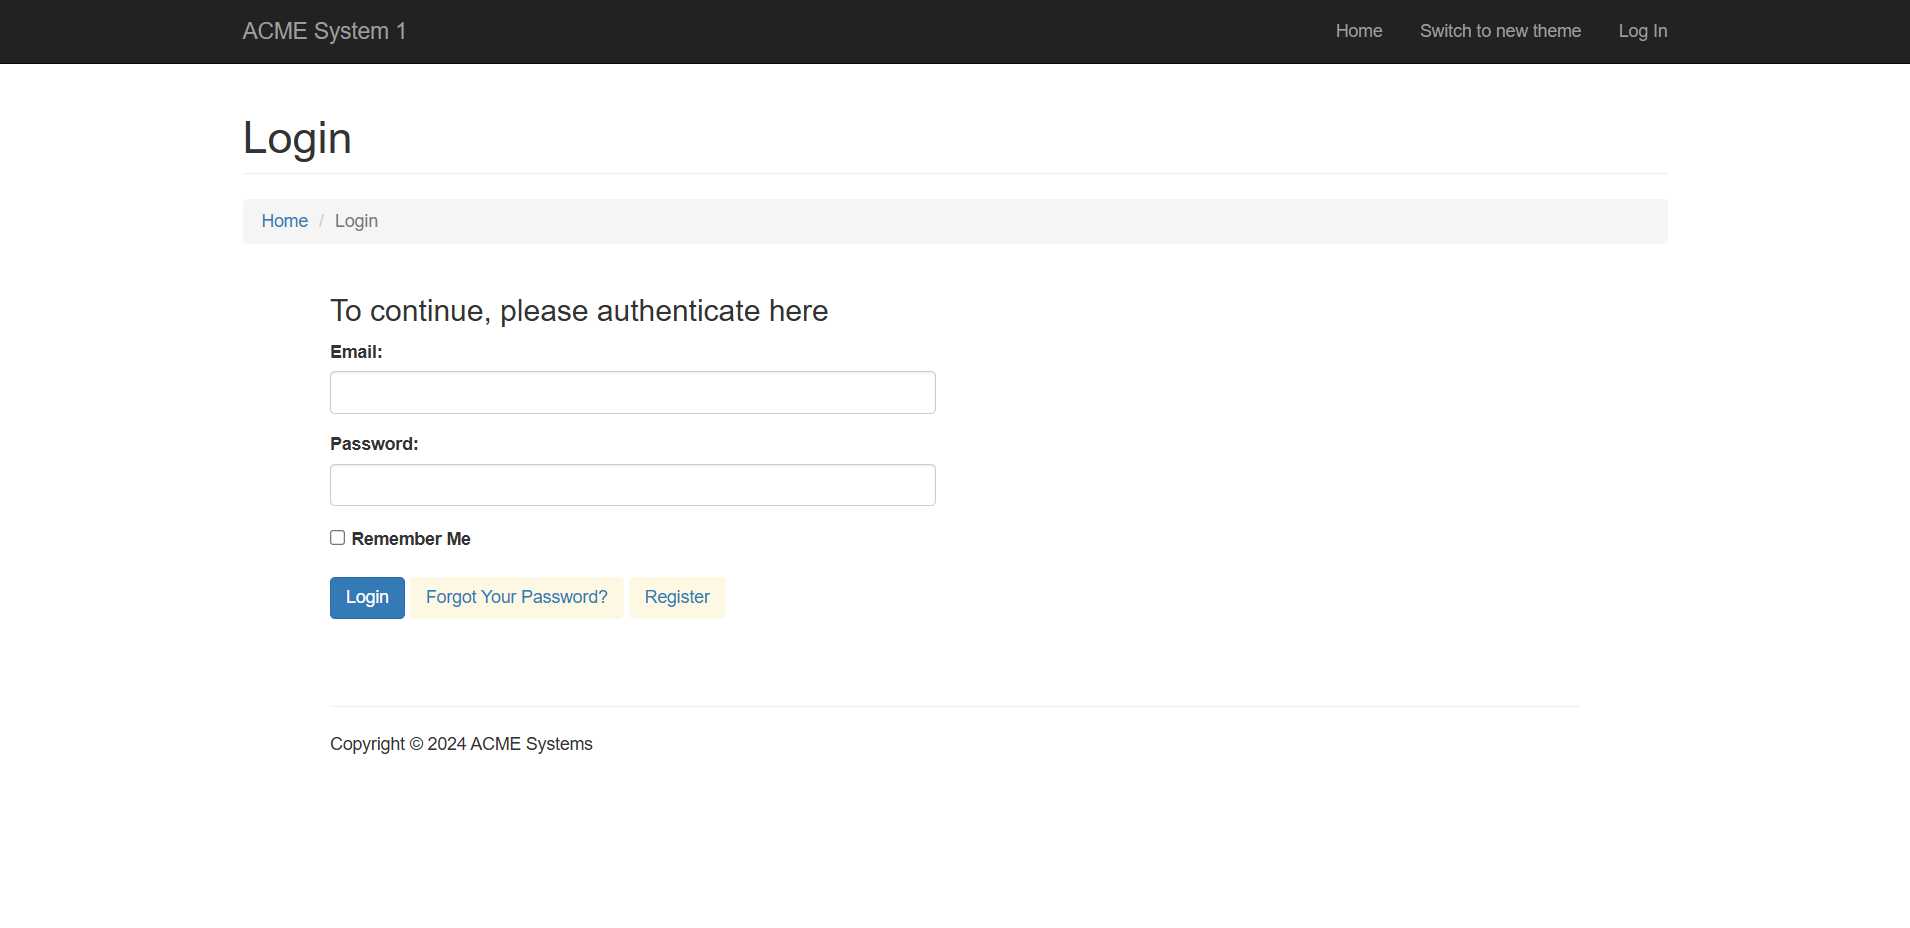 ACME System 1 Home Switch to new theme Log In
Login
Home / Login
To continue, please authenticate here
Email:
Password:
Remember Me
Login Forgot Your Password? Register
Copyright © 2024 ACME Systems